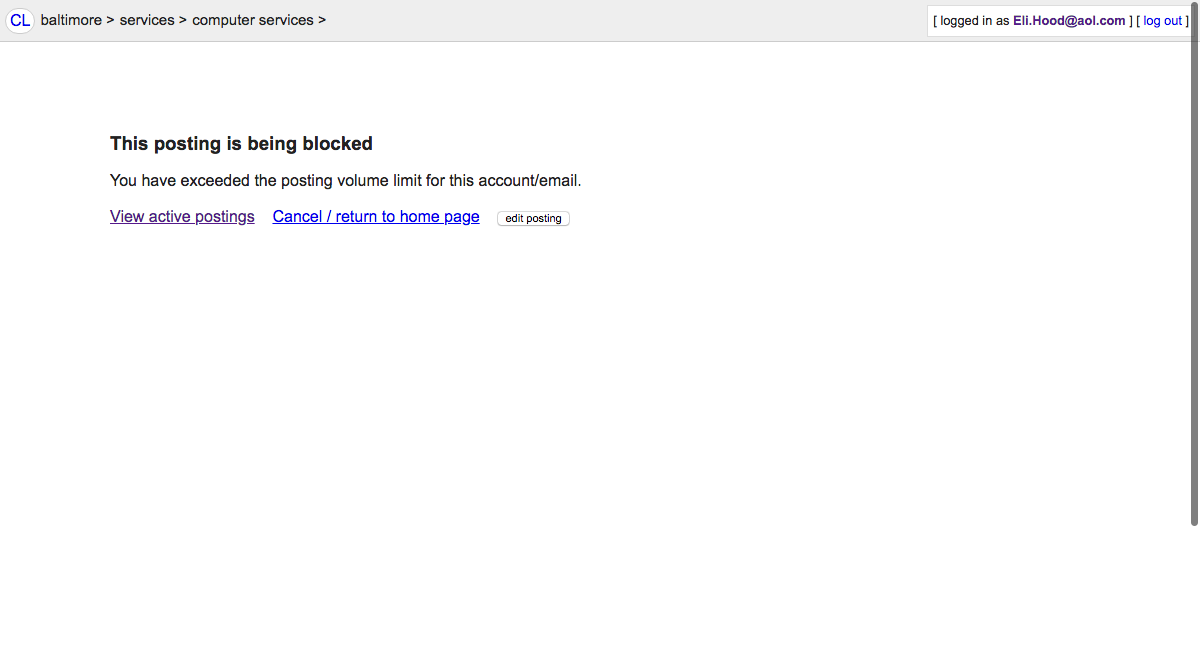 CL baltimore > services > computer services > [ logged in as Eli.Hood@aol.com ] [ log out ]
This posting is being blocked
You have exceeded the posting volume limit for this account/email.
View active postings Cancel / return to home page edit posting